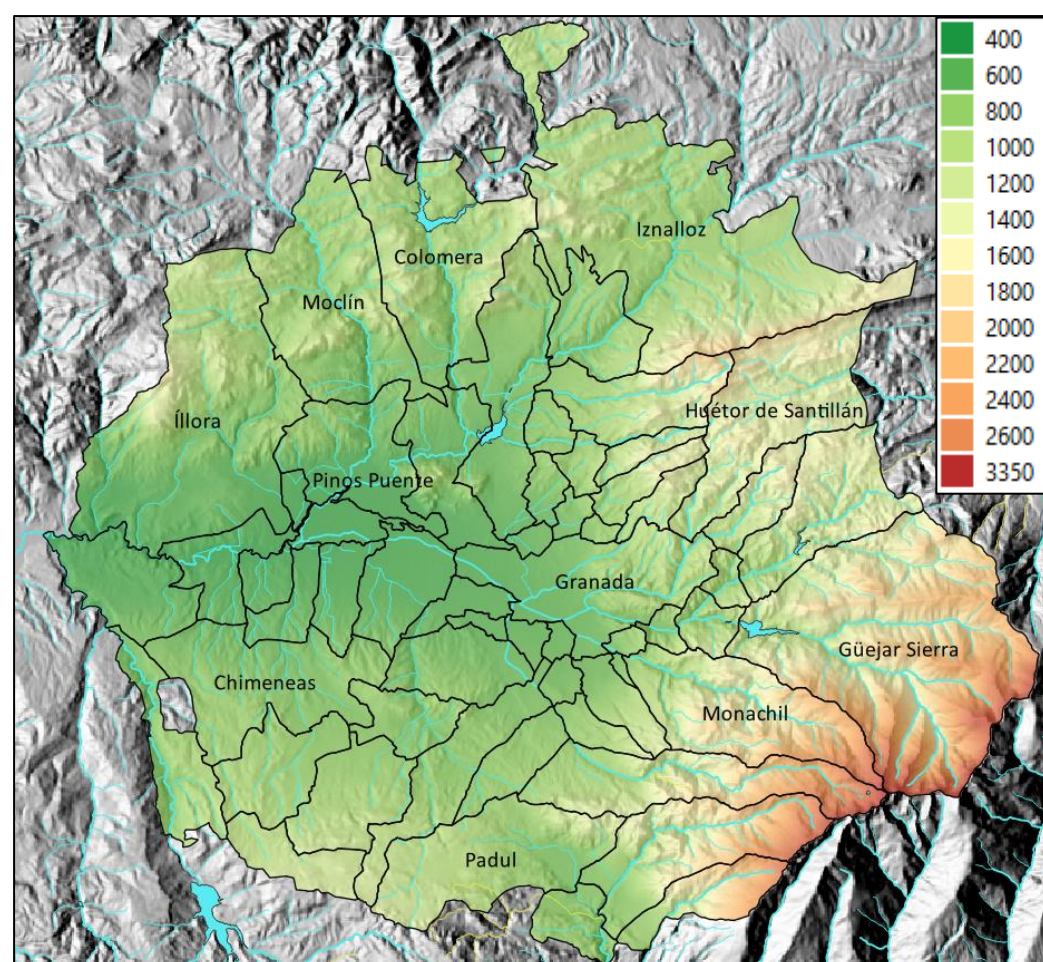 400
600
800
1000
1200
1400
1600
1800
2000
2200
2400
2600
3350
Iznalloz
Colomera
Moclín
Íllora
Huétor de Santillán
Pinos Puente
Granada
Güejar Sierra
Chimeneas
Monachil
Padul